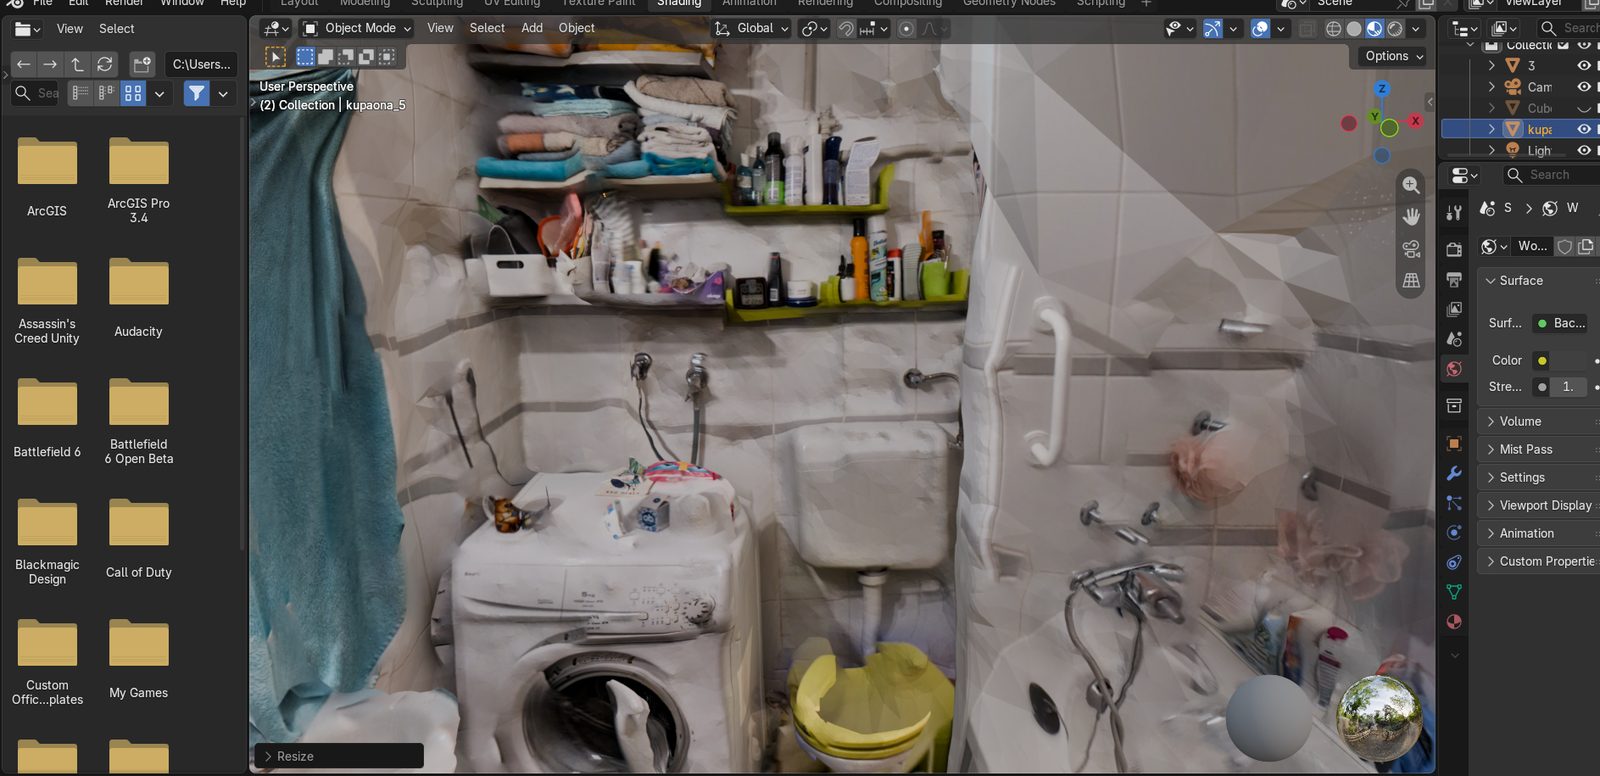 File Edit Render Window Help
Layout Modeling Sculpting UV Editing Texture Paint Shading Animation Rendering Compositing Geometry Nodes Scripting +
Scene
ViewLayer
View Select
Object Mode View Select Add Object
Global
Search
C:\Users...
Sea
Options
User Perspective
(2) Collection | kupaona_5
Collectic
3
Cam
Cub
kupa
Ligh
Search
Z
Y
X
S > W
Wo...
Surface
Surf... Bac...
Color
Stre... 1.
Volume
Mist Pass
Settings
Viewport Display
Animation
Custom Propertie
ArcGIS
ArcGIS Pro
3.4
Assassin's
Creed Unity
Audacity
Battlefield 6
Battlefield
6 Open Beta
Blackmagic
Design
Call of Duty
Custom
Offic...plates
My Games
Resize